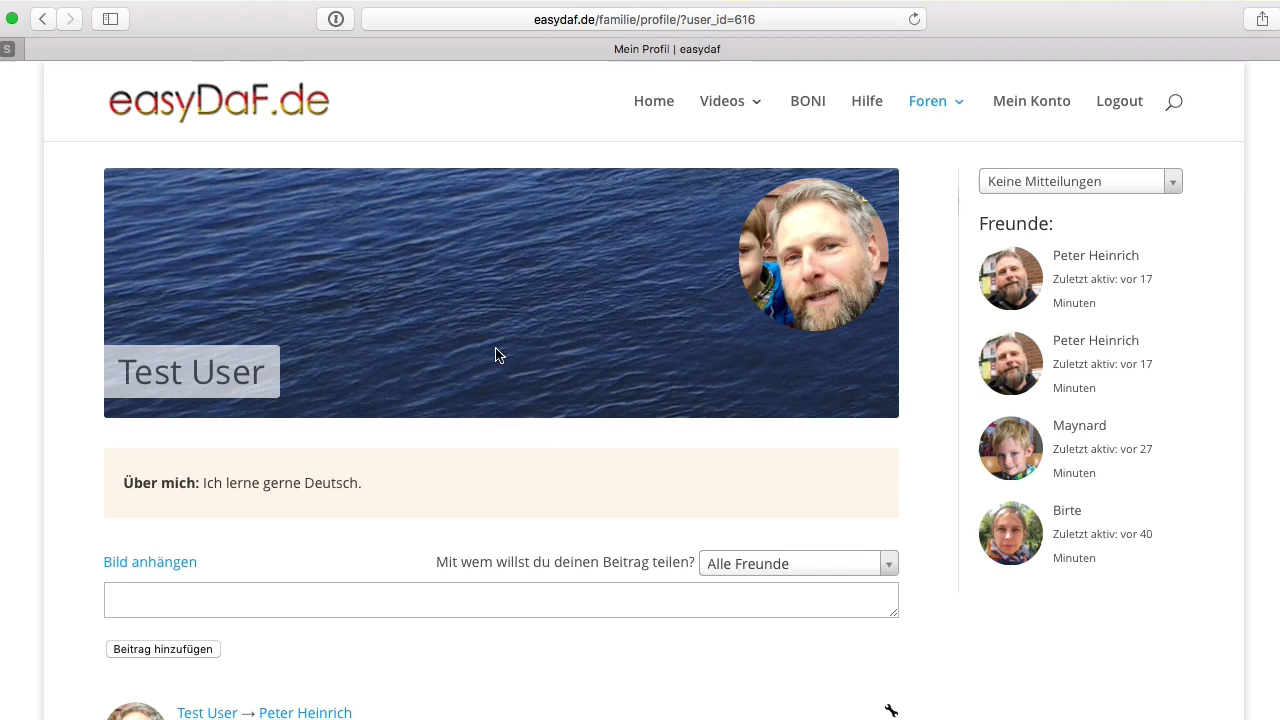 easydaf.de/familie/profile/?user_id=616
S
Mein Profil | easydaf
easyDaF.de
Home Videos BONI Hilfe Foren Mein Konto Logout
Keine Mitteilungen
Freunde:
Peter Heinrich
Zuletzt aktiv: vor 17
Minuten
Peter Heinrich
Zuletzt aktiv: vor 17
Minuten
Maynard
Zuletzt aktiv: vor 27
Minuten
Birte
Zuletzt aktiv: vor 40
Minuten
Test User
Über mich: Ich lerne gerne Deutsch.
Bild anhängen
Mit wem willst du deinen Beitrag teilen? Alle Freunde
Beitrag hinzufügen
Test User → Peter Heinrich